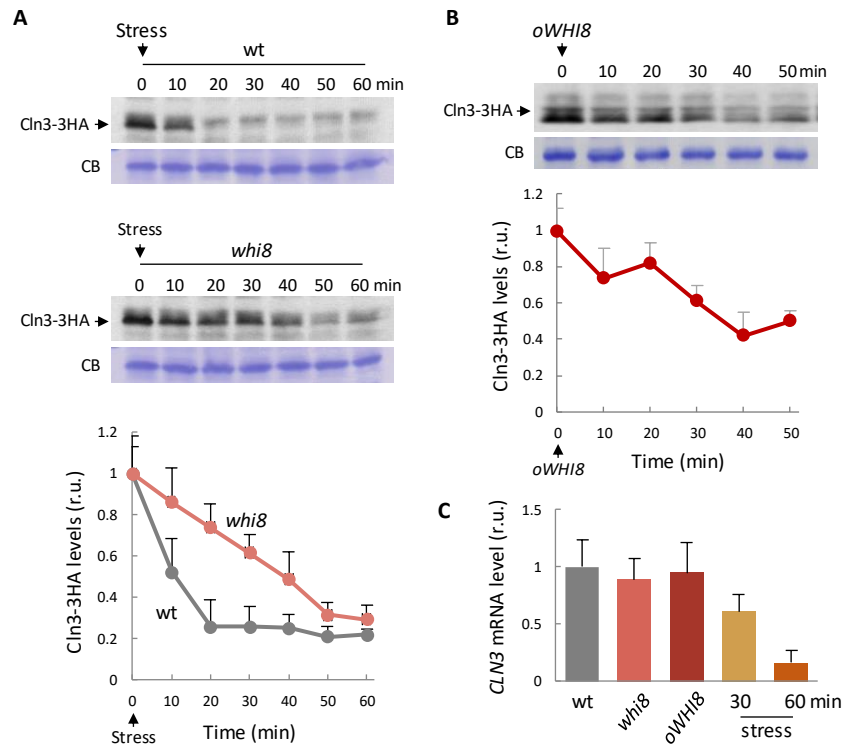 A
Stress
wt
0 10 20 30 40 50 60 min
Cln3-3HA
CB
Stress
whi8
0 10 20 30 40 50 60 min
Cln3-3HA
CB
1.2
1
0.8
0.6
0.4
0.2
0
Cln3-3HA levels (r.u.)
whi8
wt
0 10 20 30 40 50 60
Stress
Time (min)
B
oWHI8
0 10 20 30 40 50 min
Cln3-3HA
CB
1.2
1
0.8
0.6
0.4
0.2
0
Cln3-3HA levels (r.u.)
0 10 20 30 40 50
oWHI8
Time (min)
C
1.5
1
0.5
0
CLN3 mRNA level (r.u.)
wt whi8 oWHI8 30 60 min
stress